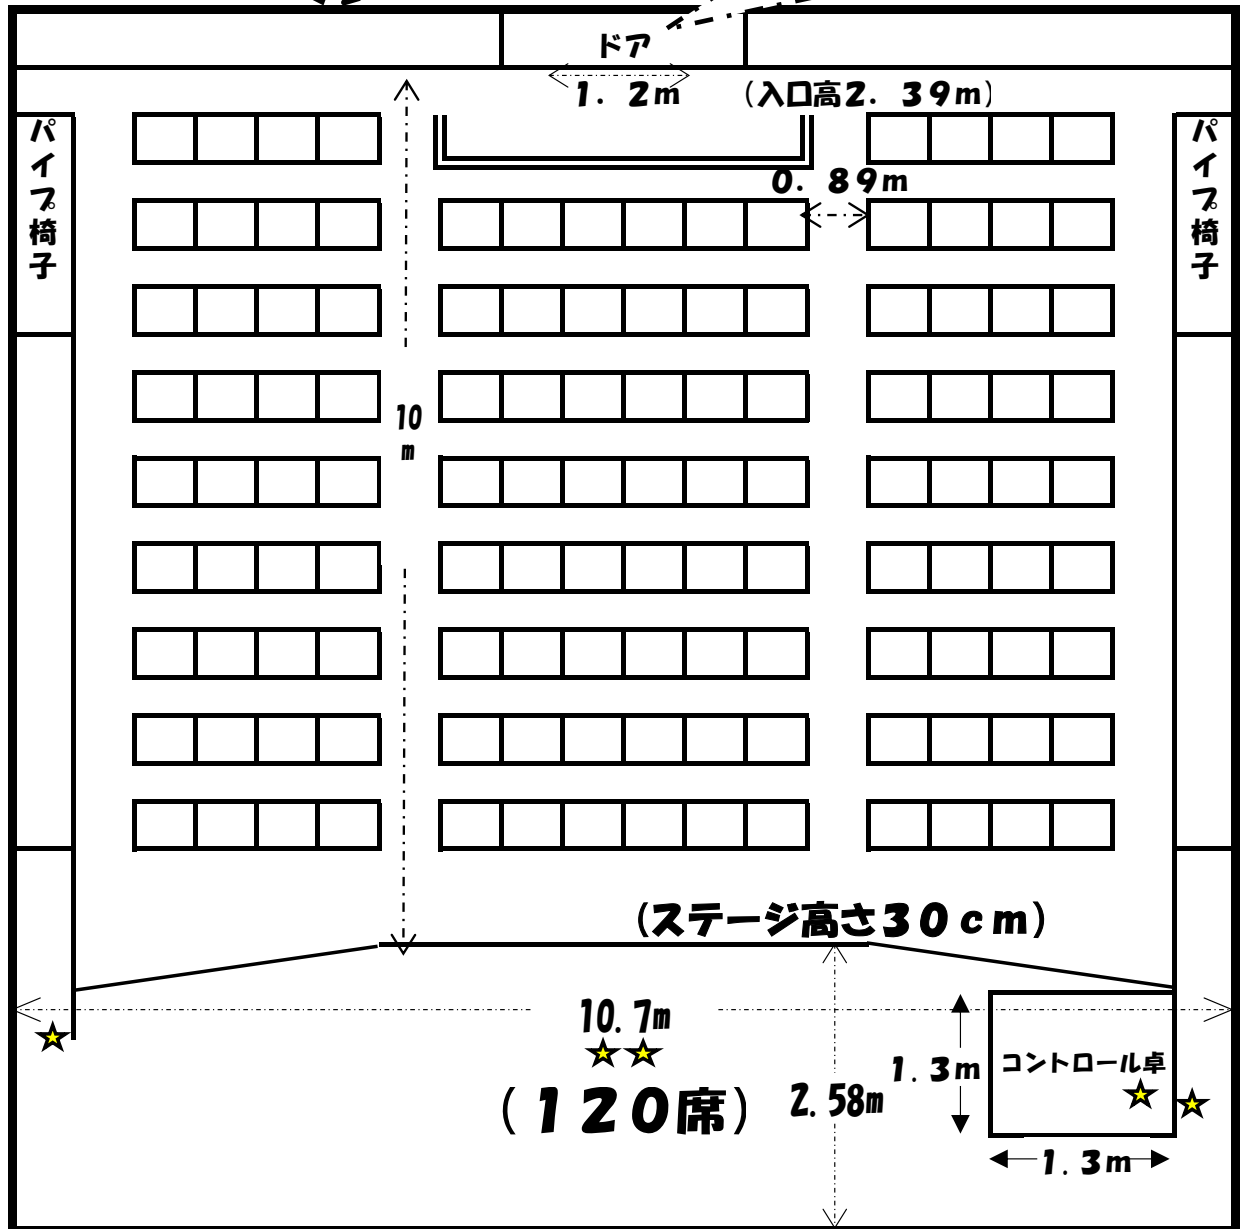 ドア
1. 2m
(入口高2. 39m)
パイプ椅子
パイプ椅子
0. 89m
10
m
(ステージ高さ30cm)
10. 7m
1. 3m
コントロール卓
(120席)
2. 58m
1. 3m